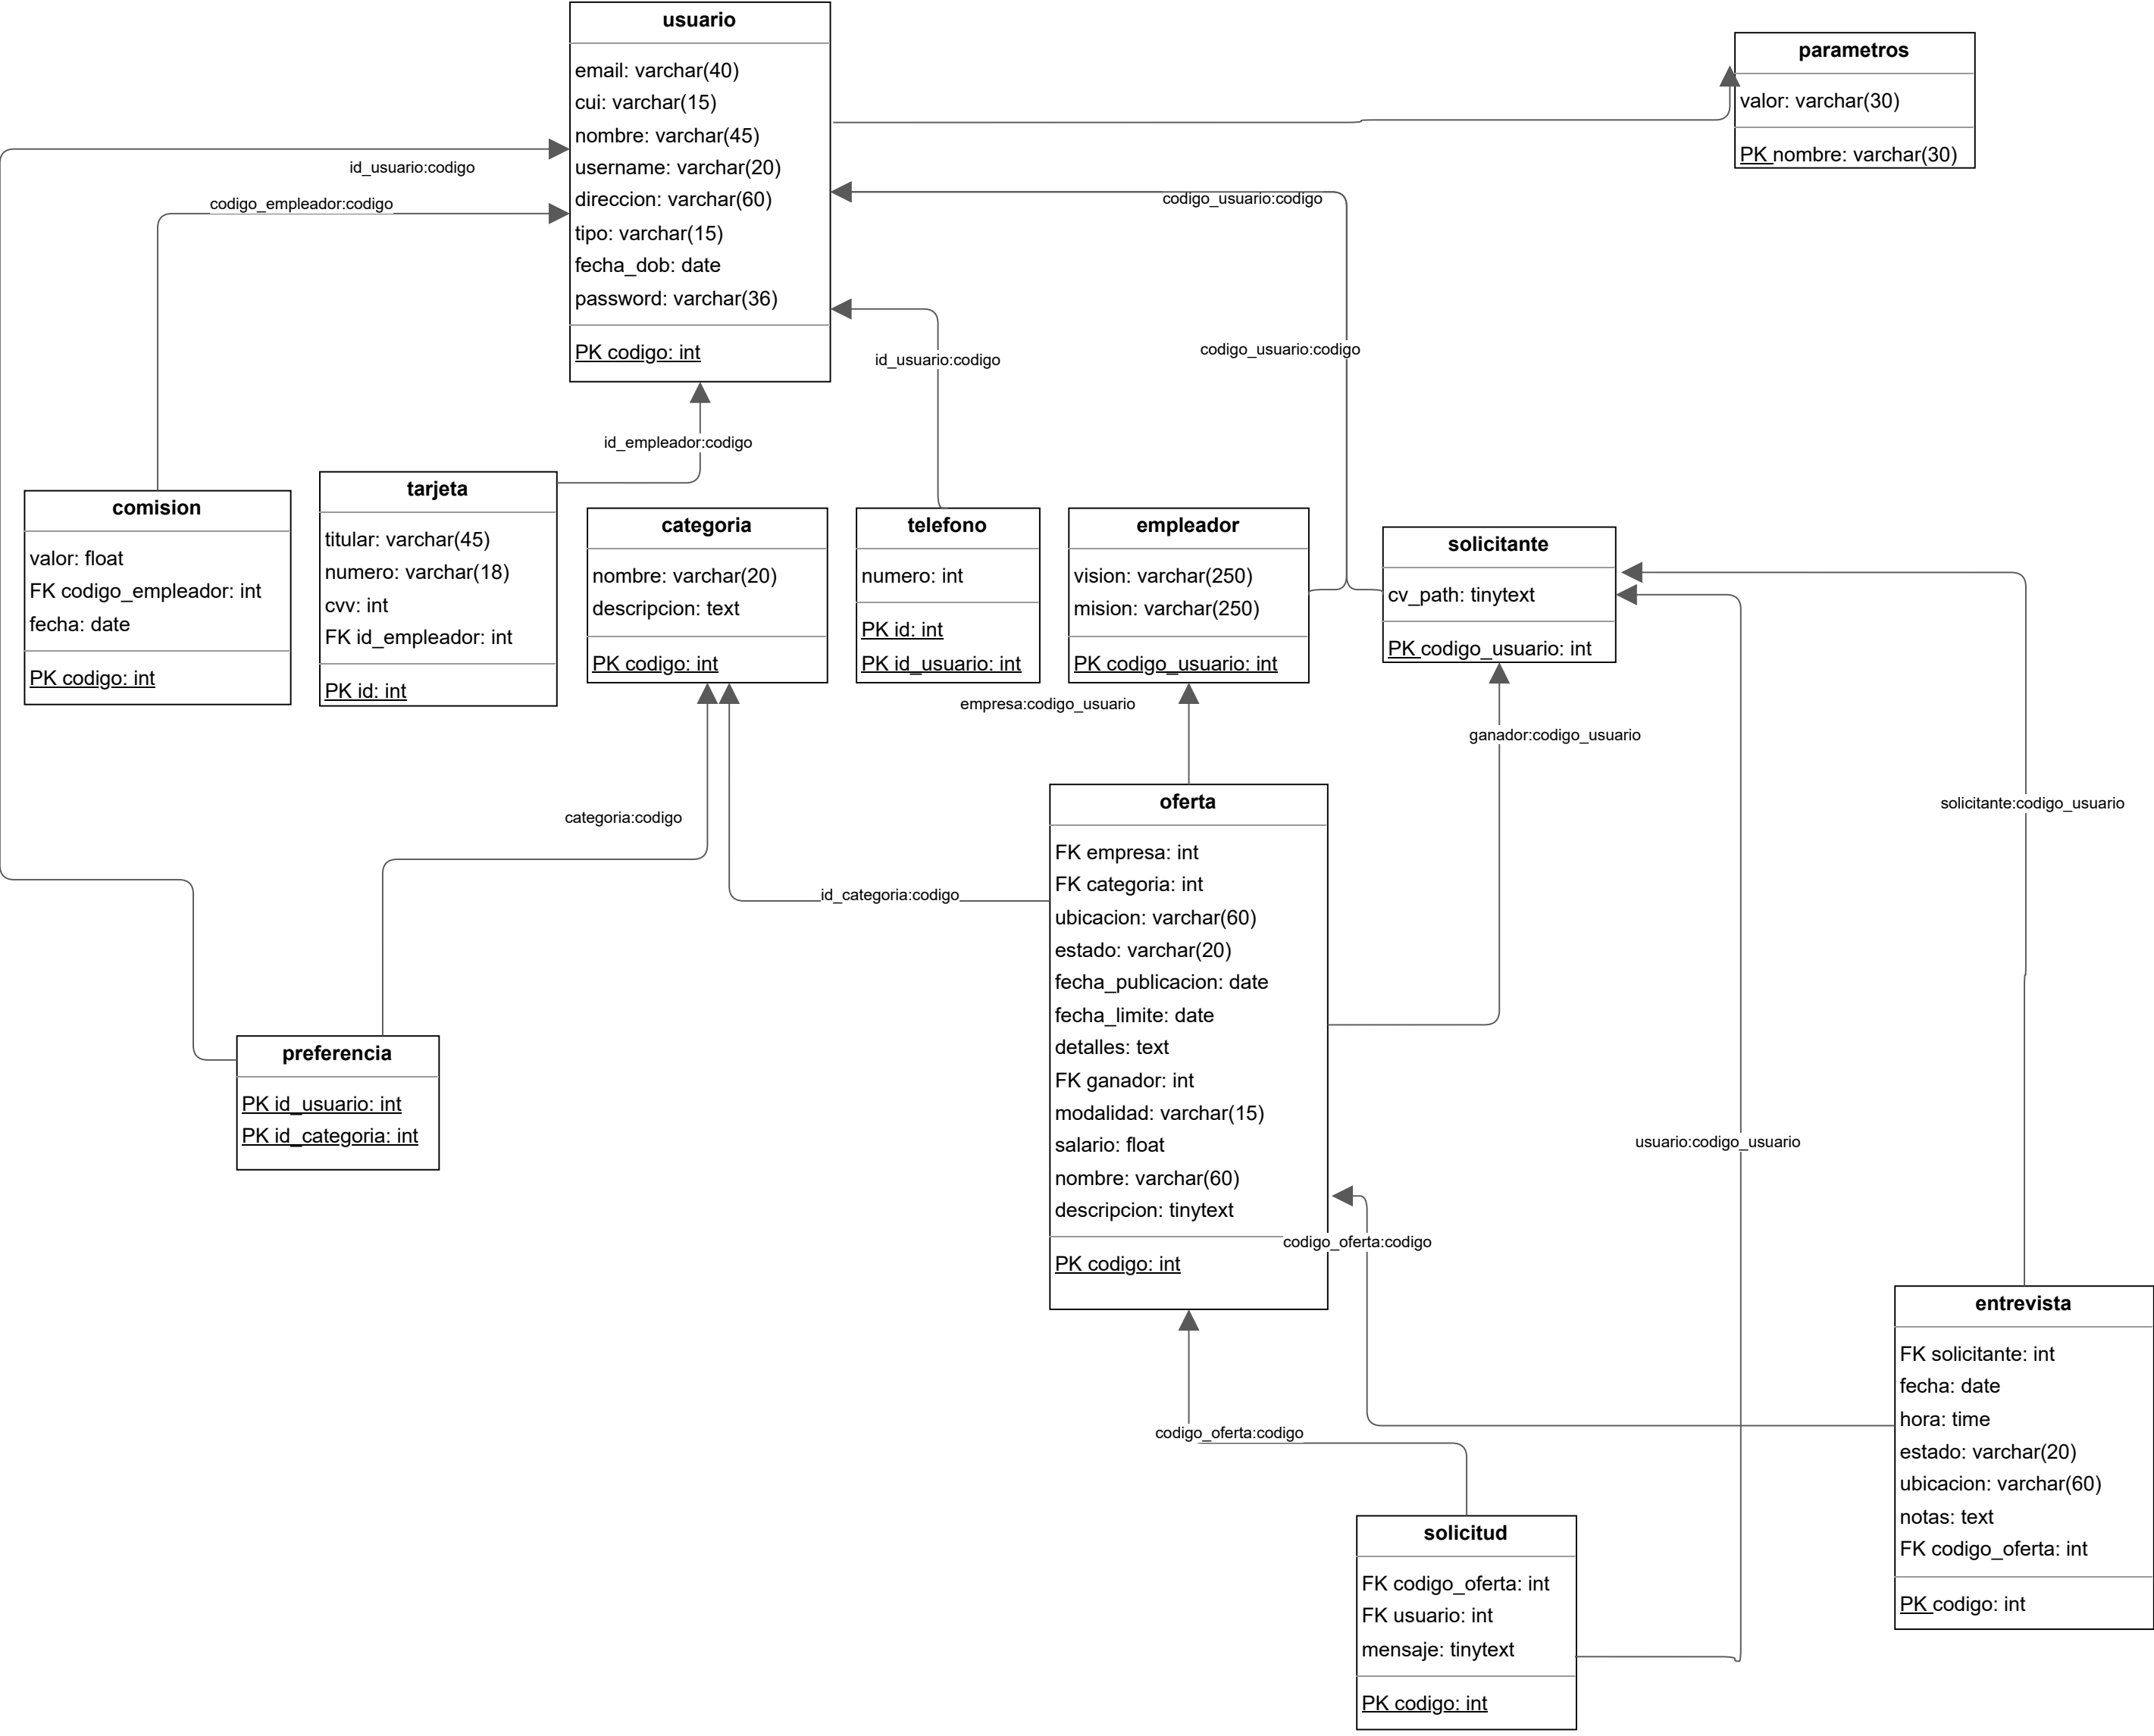 usuario
email: varchar(40)
cui: varchar(15)
nombre: varchar(45)
username: varchar(20)
direccion: varchar(60)
tipo: varchar(15)
fecha_dob: date
password: varchar(36)
PK codigo: int
parametros
valor: varchar(30)
PK nombre: varchar(30)
id_usuario:codigo
codigo_empleador:codigo
codigo_usuario:codigo
codigo_usuario:codigo
id_usuario:codigo
id_empleador:codigo
comision
valor: float
FK codigo_empleador: int
fecha: date
PK codigo: int
tarjeta
titular: varchar(45)
numero: varchar(18)
cvv: int
FK id_empleador: int
PK id: int
categoria
nombre: varchar(20)
descripcion: text
PK codigo: int
telefono
numero: int
PK id: int
PK id_usuario: int
empleador
vision: varchar(250)
mision: varchar(250)
PK codigo_usuario: int
solicitante
cv_path: tinytext
PK codigo_usuario: int
empresa:codigo_usuario
ganador:codigo_usuario
solicitante:codigo_usuario
categoria:codigo
id_categoria:codigo
oferta
FK empresa: int
FK categoria: int
ubicacion: varchar(60)
estado: varchar(20)
fecha_publicacion: date
fecha_limite: date
detalles: text
FK ganador: int
modalidad: varchar(15)
salario: float
nombre: varchar(60)
descripcion: tinytext
PK codigo: int
preferencia
PK id_usuario: int
PK id_categoria: int
usuario:codigo_usuario
codigo_oferta:codigo
codigo_oferta:codigo
entrevista
FK solicitante: int
fecha: date
hora: time
estado: varchar(20)
ubicacion: varchar(60)
notas: text
FK codigo_oferta: int
PK codigo: int
solicitud
FK codigo_oferta: int
FK usuario: int
mensaje: tinytext
PK codigo: int